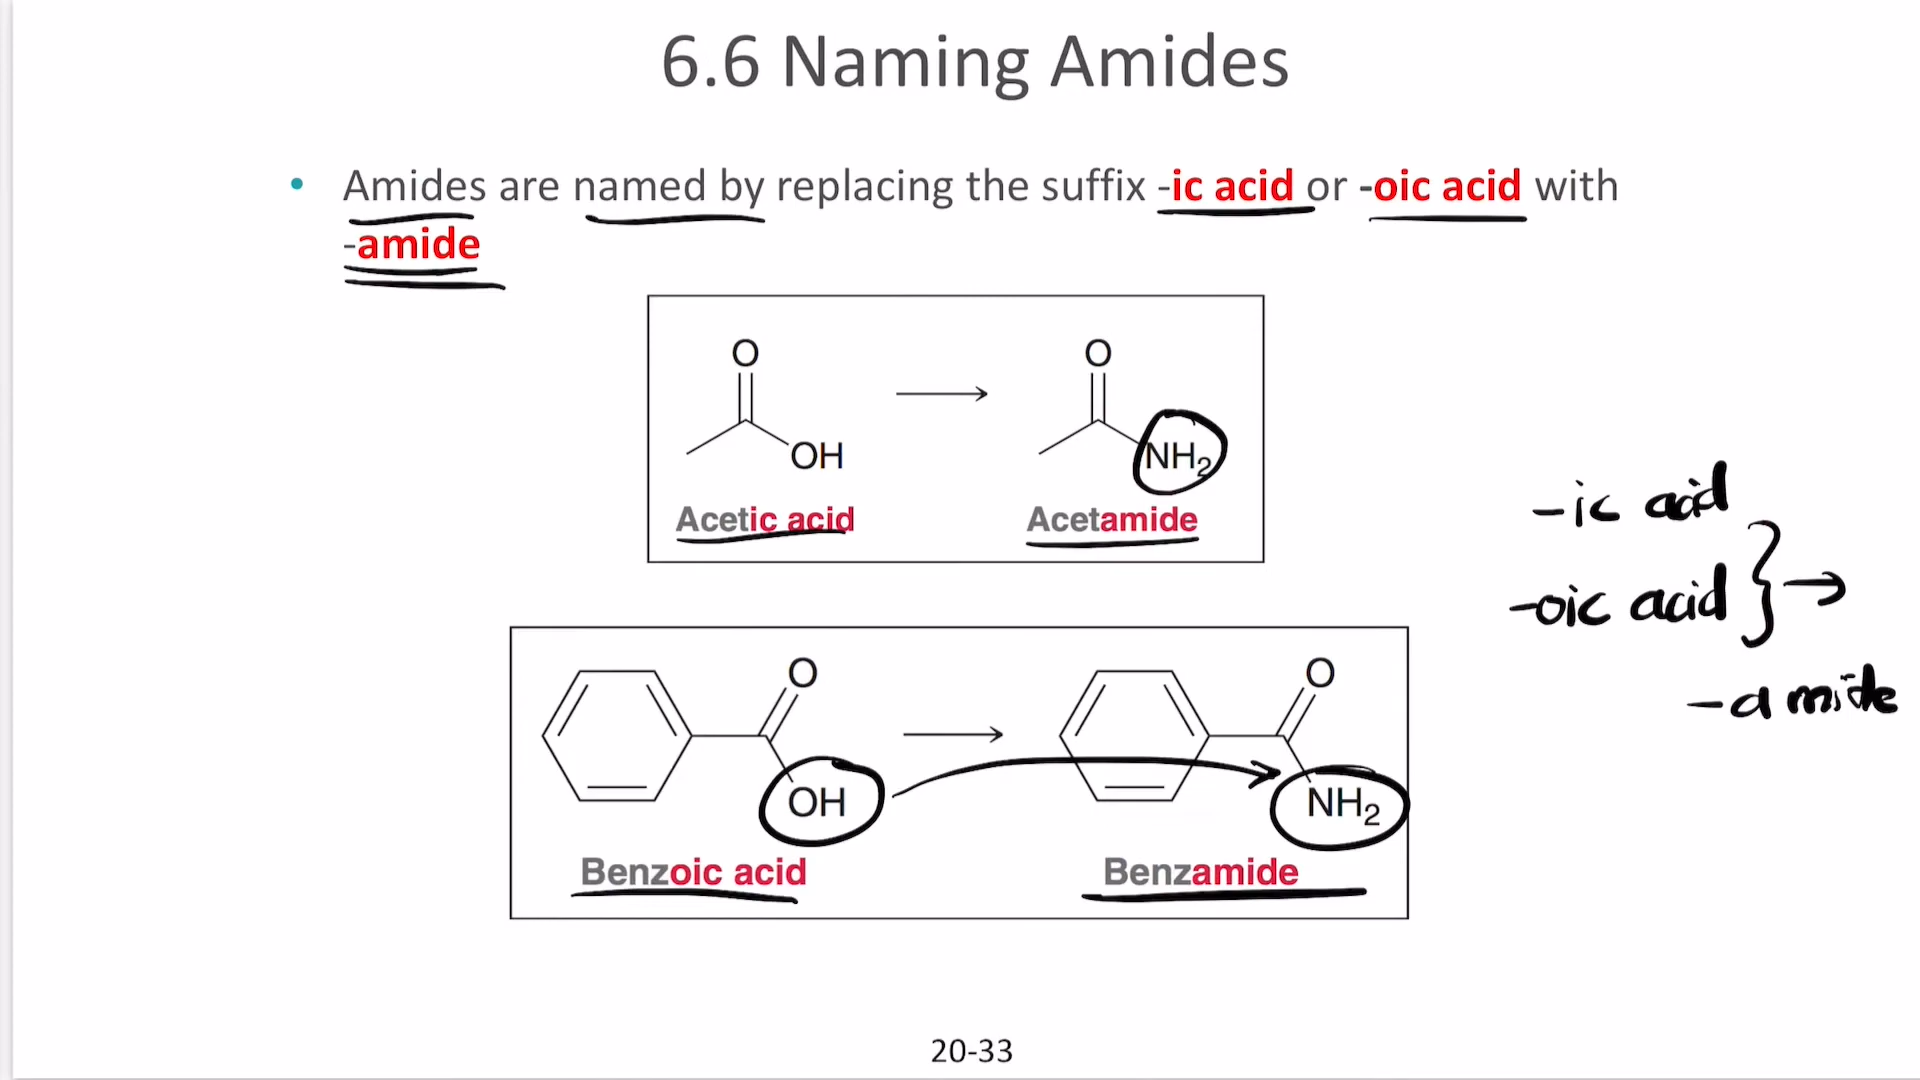 6.6 Naming Amides
• Amides are named by replacing the suffix -ic acid or -oic acid with
-amide
O O
OH NH₂
Acetic acid Acetamide
-ic acid
-oic acid } →
-amide
O O
OH NH₂
Benzoic acid Benzamide
20-33